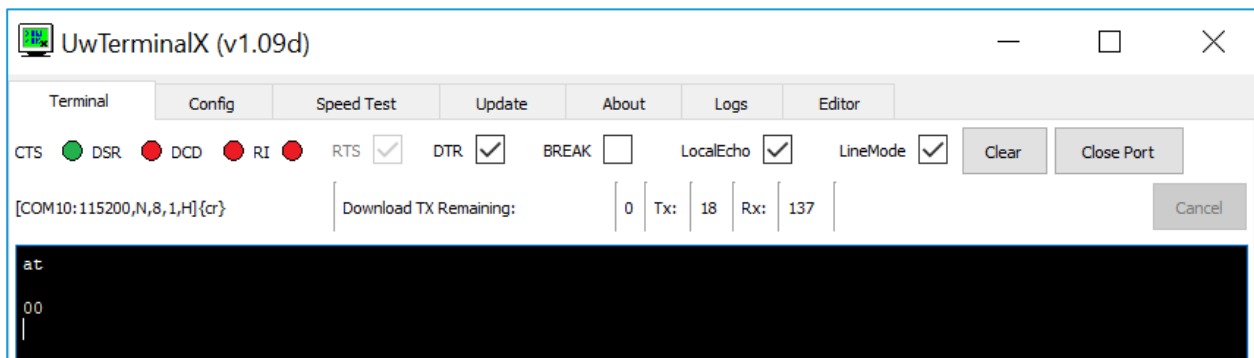 UwTerminalX (v1.09d)
Terminal Config Speed Test Update About Logs Editor
CTS DSR DCD RI RTS DTR BREAK LocalEcho LineMode Clear Close Port
[COM10:115200,N,8,1,H]{cr} Download TX Remaining: 0 Tx: 18 Rx: 137 Cancel
at
00